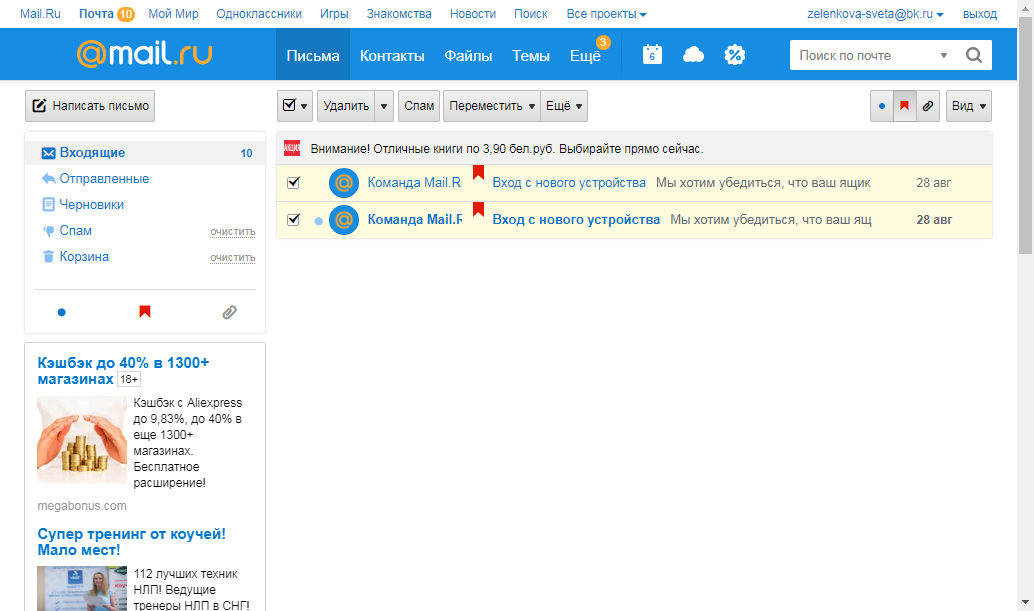 Mail.Ru Почта 10 Мой Мир Одноклассники Игры Знакомства Новости Поиск Все проекты zelenkova-sveta@bk.ru выход
@mail.ru Письма Контакты Файлы Темы Ещё 3 6 % Поиск по почте
Написать письмо Удалить Спам Переместить Ещё Вид
Входящие 10
Отправленные
Черновики
Спам очистить
Корзина очистить
АКЦИЯ Внимание! Отличные книги по 3,90 бел.руб. Выбирайте прямо сейчас.
Команда Mail.R Вход с нового устройства Мы хотим убедиться, что ваш ящик 28 авг
Команда Mail.R Вход с нового устройства Мы хотим убедиться, что ваш ящ 28 авг
Кэшбэк до 40% в 1300+
магазинах 18+
Кэшбэк с Aliexpress
до 9,83%, до 40% в
еще 1300+
магазинах.
Бесплатное
расширение!
megabonus.com
Супер тренинг от коучей!
Мало мест!
112 лучших техник
НЛП! Ведущие
тренеры НЛП в СНГ!